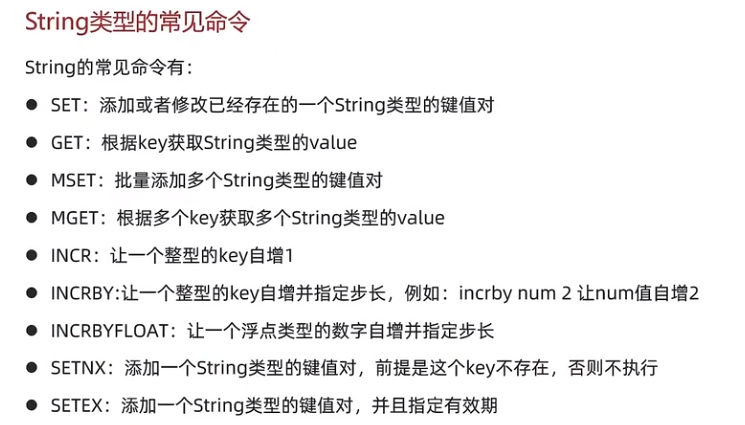 String类型的常见命令
String的常见命令有：
● SET：添加或者修改已经存在的一个String类型的键值对
● GET：根据key获取String类型的value
● MSET：批量添加多个String类型的键值对
● MGET：根据多个key获取多个String类型的value
● INCR：让一个整型的key自增1
● INCRBY:让一个整型的key自增并指定步长，例如：incrby num 2 让num值自增2
● INCRBYFLOAT：让一个浮点类型的数字自增并指定步长
● SETNX：添加一个String类型的键值对，前提是这个key不存在，否则不执行
● SETEX：添加一个String类型的键值对，并且指定有效期